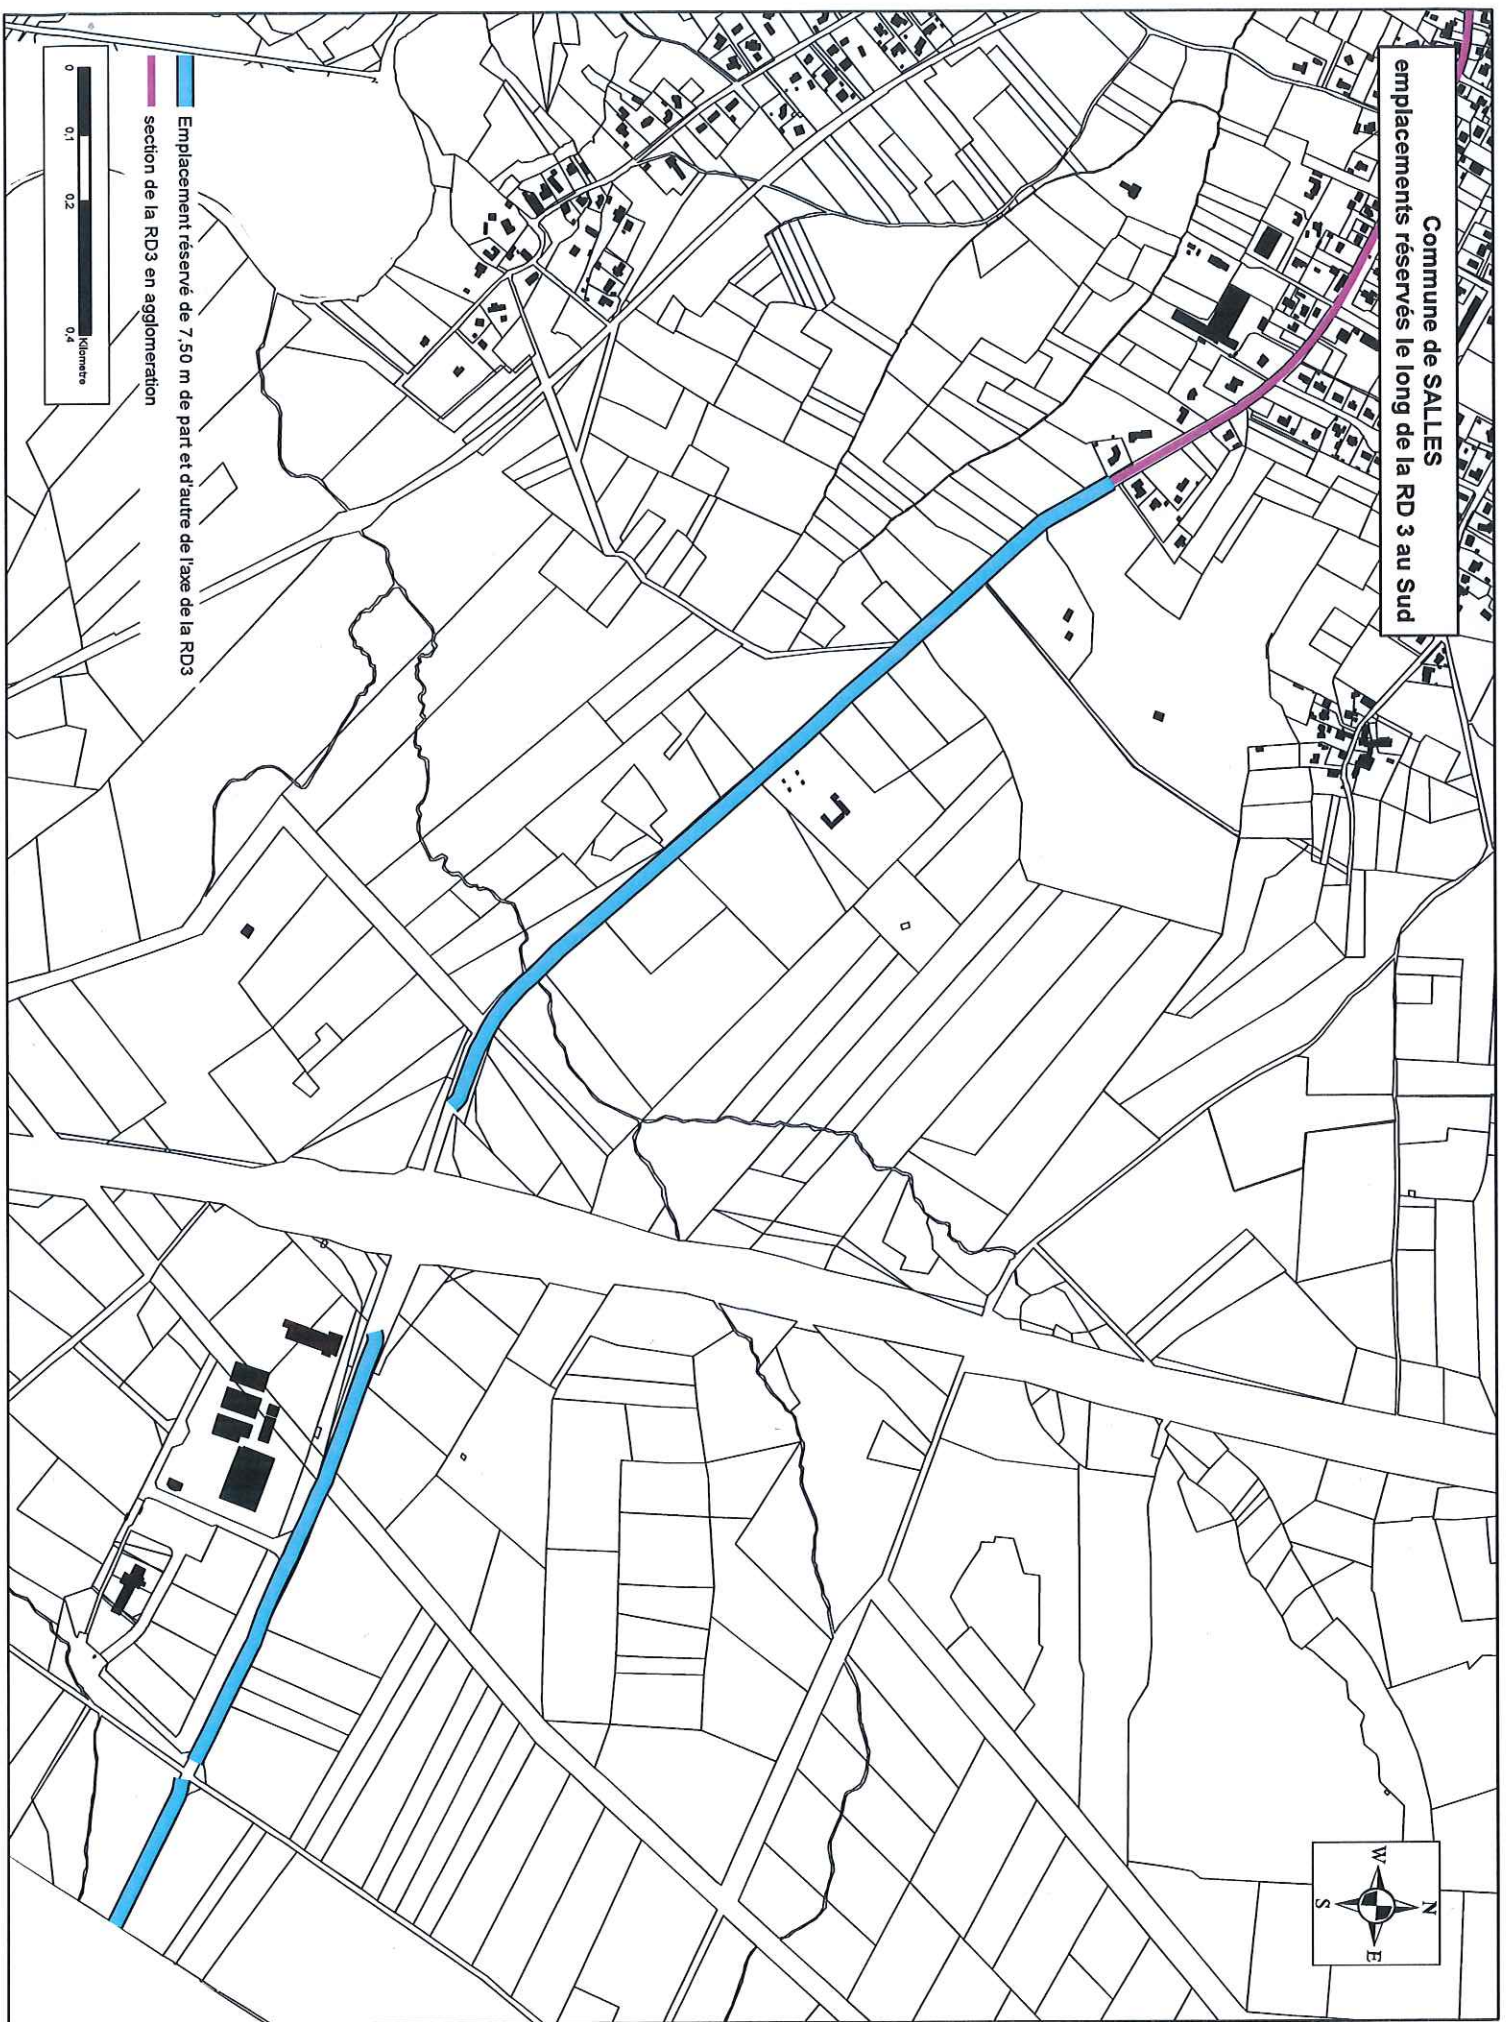 Commune de SALLES
emplacements réservés le long de la RD 3 au Sud
N
W
E
S
Emplacement réservé de 7,50 m de part et d'autre de l'axe de la RD3
section de la RD3 en agglomeration
Kilometre
0 0,1 0,2 0,4